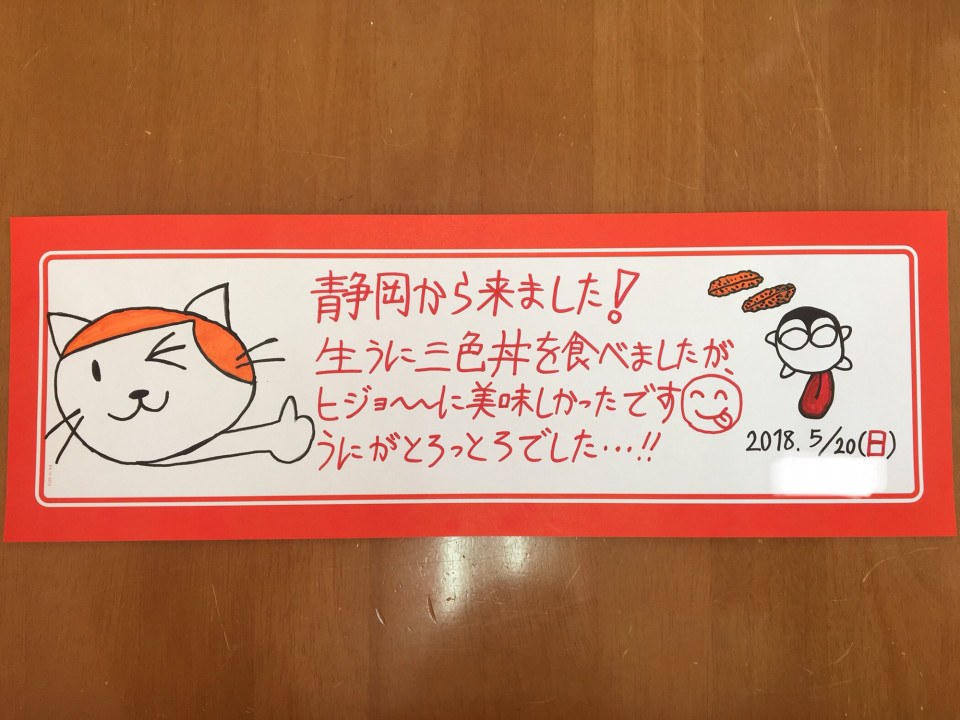 青静岡から来ました!
生うに三色丼を食べましたが、
ヒジョ〜〜に美味しかったです
うにがとろっとろでした…!!
2018.5/20(日)